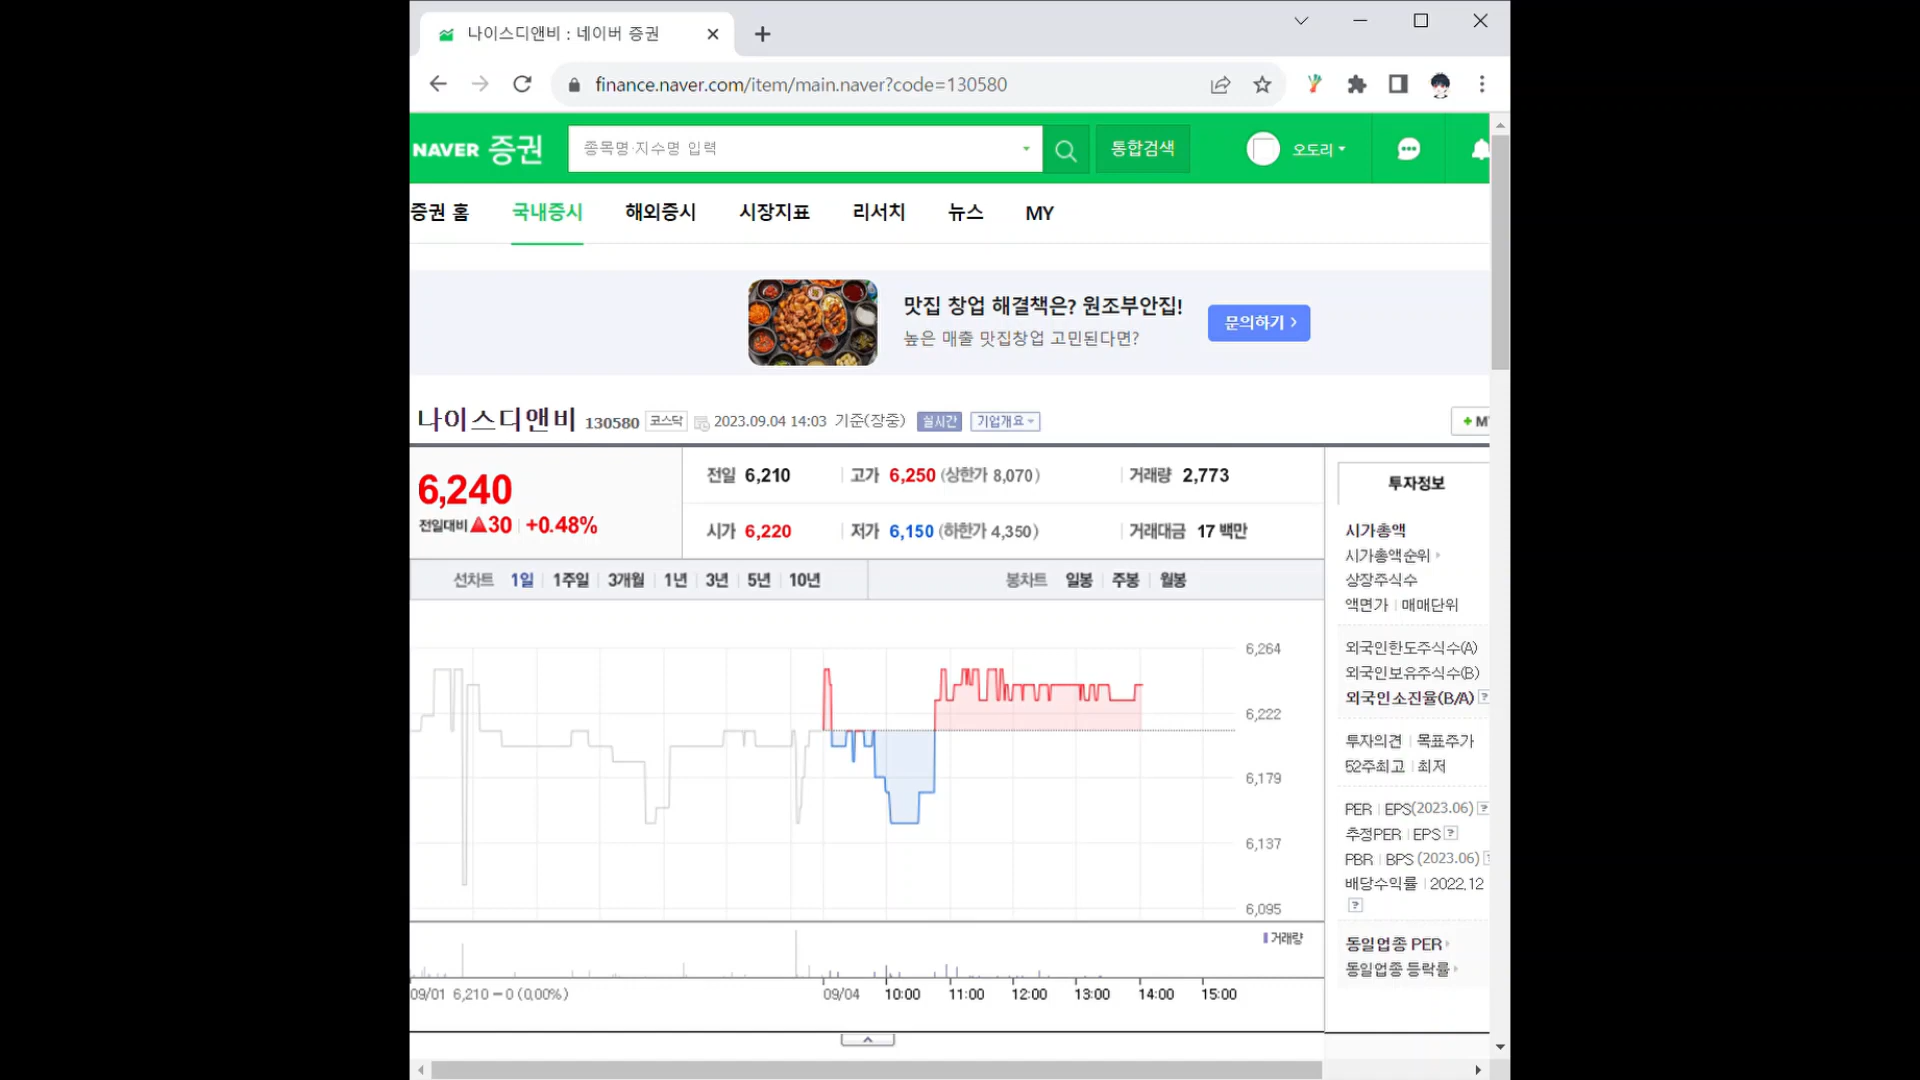 나이스디앤비 : 네이버 증권
finance.naver.com/item/main.naver?code=130580
NAVER 증권
종목명·지수명 입력
통합검색
오토리
증권 홈 국내증시 해외증시 시장지표 리서치 뉴스 MY
맛집 창업 해결책은? 원조부안집!
높은 매출 맛집창업 고민된다면?
문의하기
나이스디앤비 130580 코스닥 2023.09.04 14:03 기준(장중) 실시간 기업개요
6,240
전일대비 ▲30 +0.48%
전일 6,210 고가 6,250 (상한가 8,070) 거래량 2,773
시가 6,220 저가 6,150 (하한가 4,350) 거래대금 17 백만
선차트 1일 1주일 3개월 1년 3년 5년 10년 봉차트 일봉 주봉 월봉
6,264
6,222
6,179
6,137
6,095
거래량
09/01 6,210 – 0 (0,00%) 09/04 10:00 11:00 12:00 13:00 14:00 15:00
투자정보
시가총액
시가총액순위
상장주식수
액면가 매매단위
외국인한도주식수(A)
외국인보유주식수(B)
외국인소진율(B/A) ?
투자의견 목표주가
52주최고 최저
PER EPS(2023.06) ?
추정PER EPS ?
PBR BPS (2023.06)
배당수익률 2022.12
?
동일업종 PER
동일업종 등락률